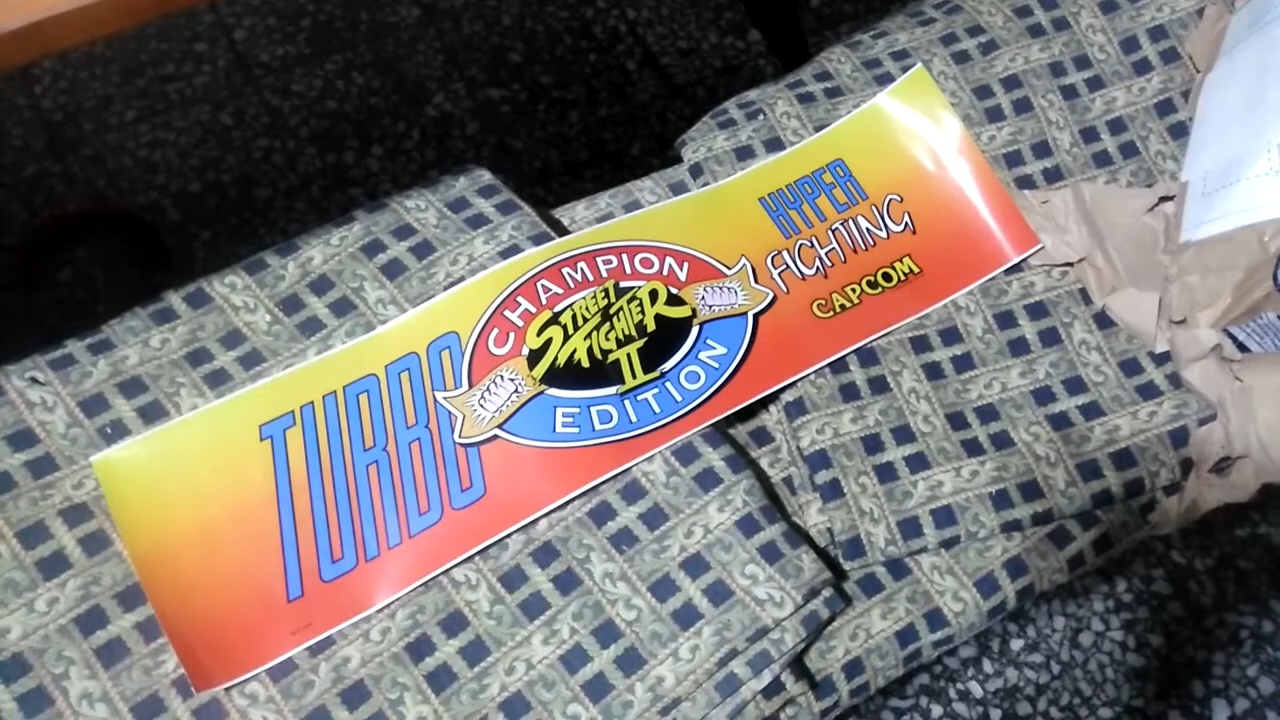 TURBO
CHAMPION
STREET
FIGHTER
II
EDITION
HYPER
FIGHTING
CAPCOM